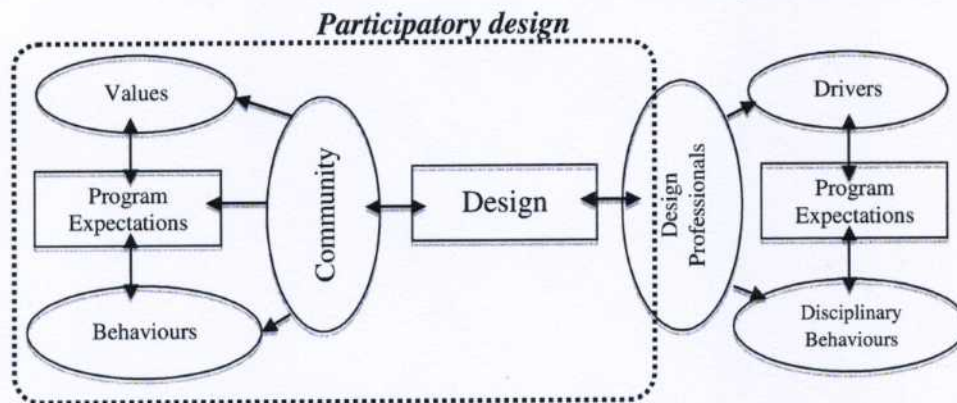 Participatory design
Values
Program
Expectations
Behaviours
Community
Design
Design
Professionals
Drivers
Program
Expectations
Disciplinary
Behaviours